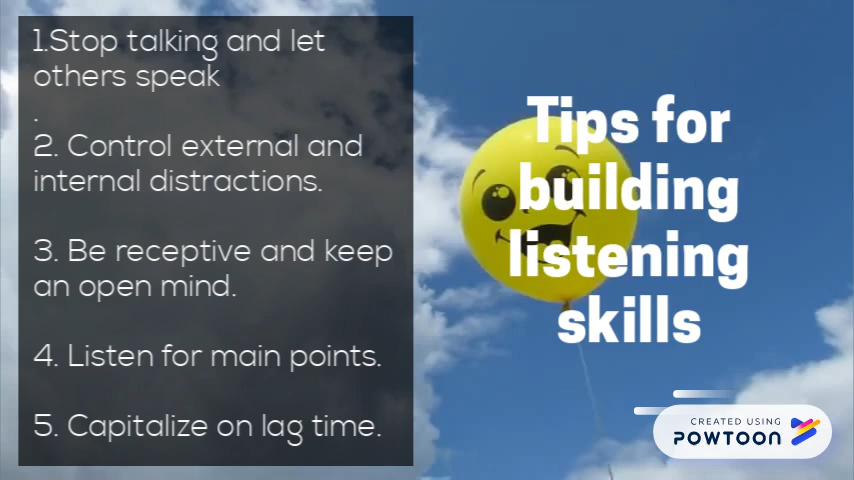 1.Stop talking and let
others speak
.
2. Control external and
internal distractions.
3. Be receptive and keep
an open mind.
4. Listen for main points.
5. Capitalize on lag time.
Tips for
building
listening
skills
CREATED USING
POWTOON